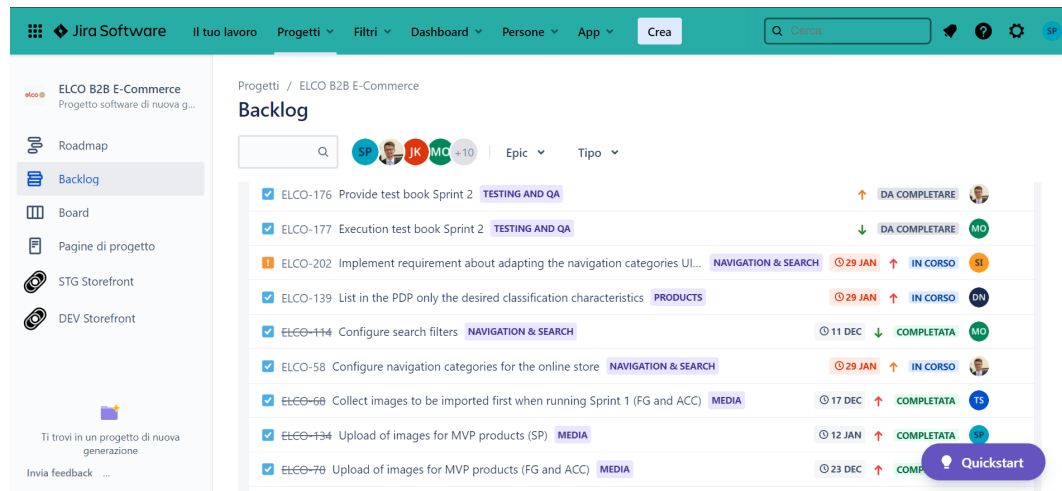 Jira Software Il tuo lavoro Progetti Filtri Dashboard Persone App Crea Cerca SP
elco ELCO B2B E-Commerce
Progetto software di nuova g...
Roadmap
Backlog
Board
Pagine di progetto
STG Storefront
DEV Storefront
Ti trovi in un progetto di nuova
generazione
Invia feedback ...
Progetti / ELCO B2B E-Commerce
Backlog
SP JK MO +10 Epic Tipo
ELCO-176 Provide test book Sprint 2 TESTING AND QA DA COMPLETARE
ELCO-177 Execution test book Sprint 2 TESTING AND QA DA COMPLETARE MO
ELCO-202 Implement requirement about adapting the navigation categories UI... NAVIGATION & SEARCH 29 JAN IN CORSO SI
ELCO-139 List in the PDP only the desired classification characteristics PRODUCTS 29 JAN IN CORSO DN
ELCO-114 Configure search filters NAVIGATION & SEARCH 11 DEC COMPLETATA MO
ELCO-58 Configure navigation categories for the online store NAVIGATION & SEARCH 29 JAN IN CORSO
ELCO-68 Collect images to be imported first when running Sprint 1 (FG and ACC) MEDIA 17 DEC COMPLETATA TS
ELCO-134 Upload of images for MVP products (SP) MEDIA 12 JAN COMPLETATA SP
ELCO-70 Upload of images for MVP products (FG and ACC) MEDIA 23 DEC COMP
Quickstart